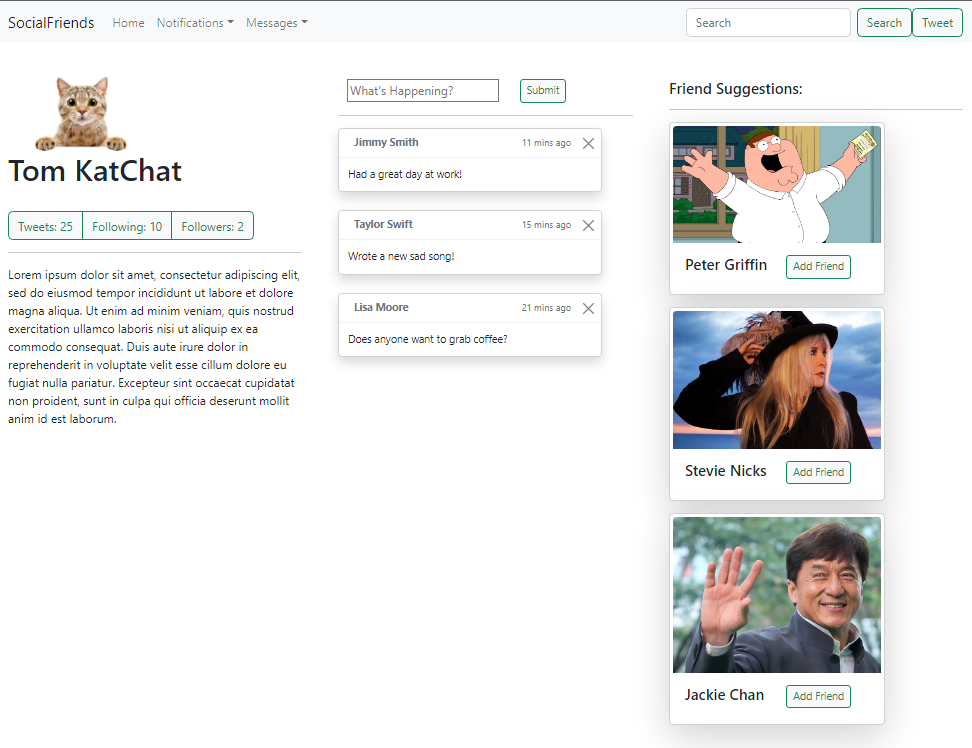 SocialFriends Home Notifications Messages Search Search Tweet
Tom KatChat
Tweets: 25 Following: 10 Followers: 2
Lorem ipsum dolor sit amet, consectetur adipiscing elit,
sed do eiusmod tempor incididunt ut labore et dolore
magna aliqua. Ut enim ad minim veniam, quis nostrud
exercitation ullamco laboris nisi ut aliquip ex ea
commodo consequat. Duis aute irure dolor in
reprehenderit in voluptate velit esse cillum dolore eu
fugiat nulla pariatur. Excepteur sint occaecat cupidatat
non proident, sunt in culpa qui officia deserunt mollit
anim id est laborum.
What's Happening? Submit
Jimmy Smith 11 mins ago
Had a great day at work!
Taylor Swift 15 mins ago
Wrote a new sad song!
Lisa Moore 21 mins ago
Does anyone want to grab coffee?
Friend Suggestions:
Peter Griffin Add Friend
Stevie Nicks Add Friend
Jackie Chan Add Friend